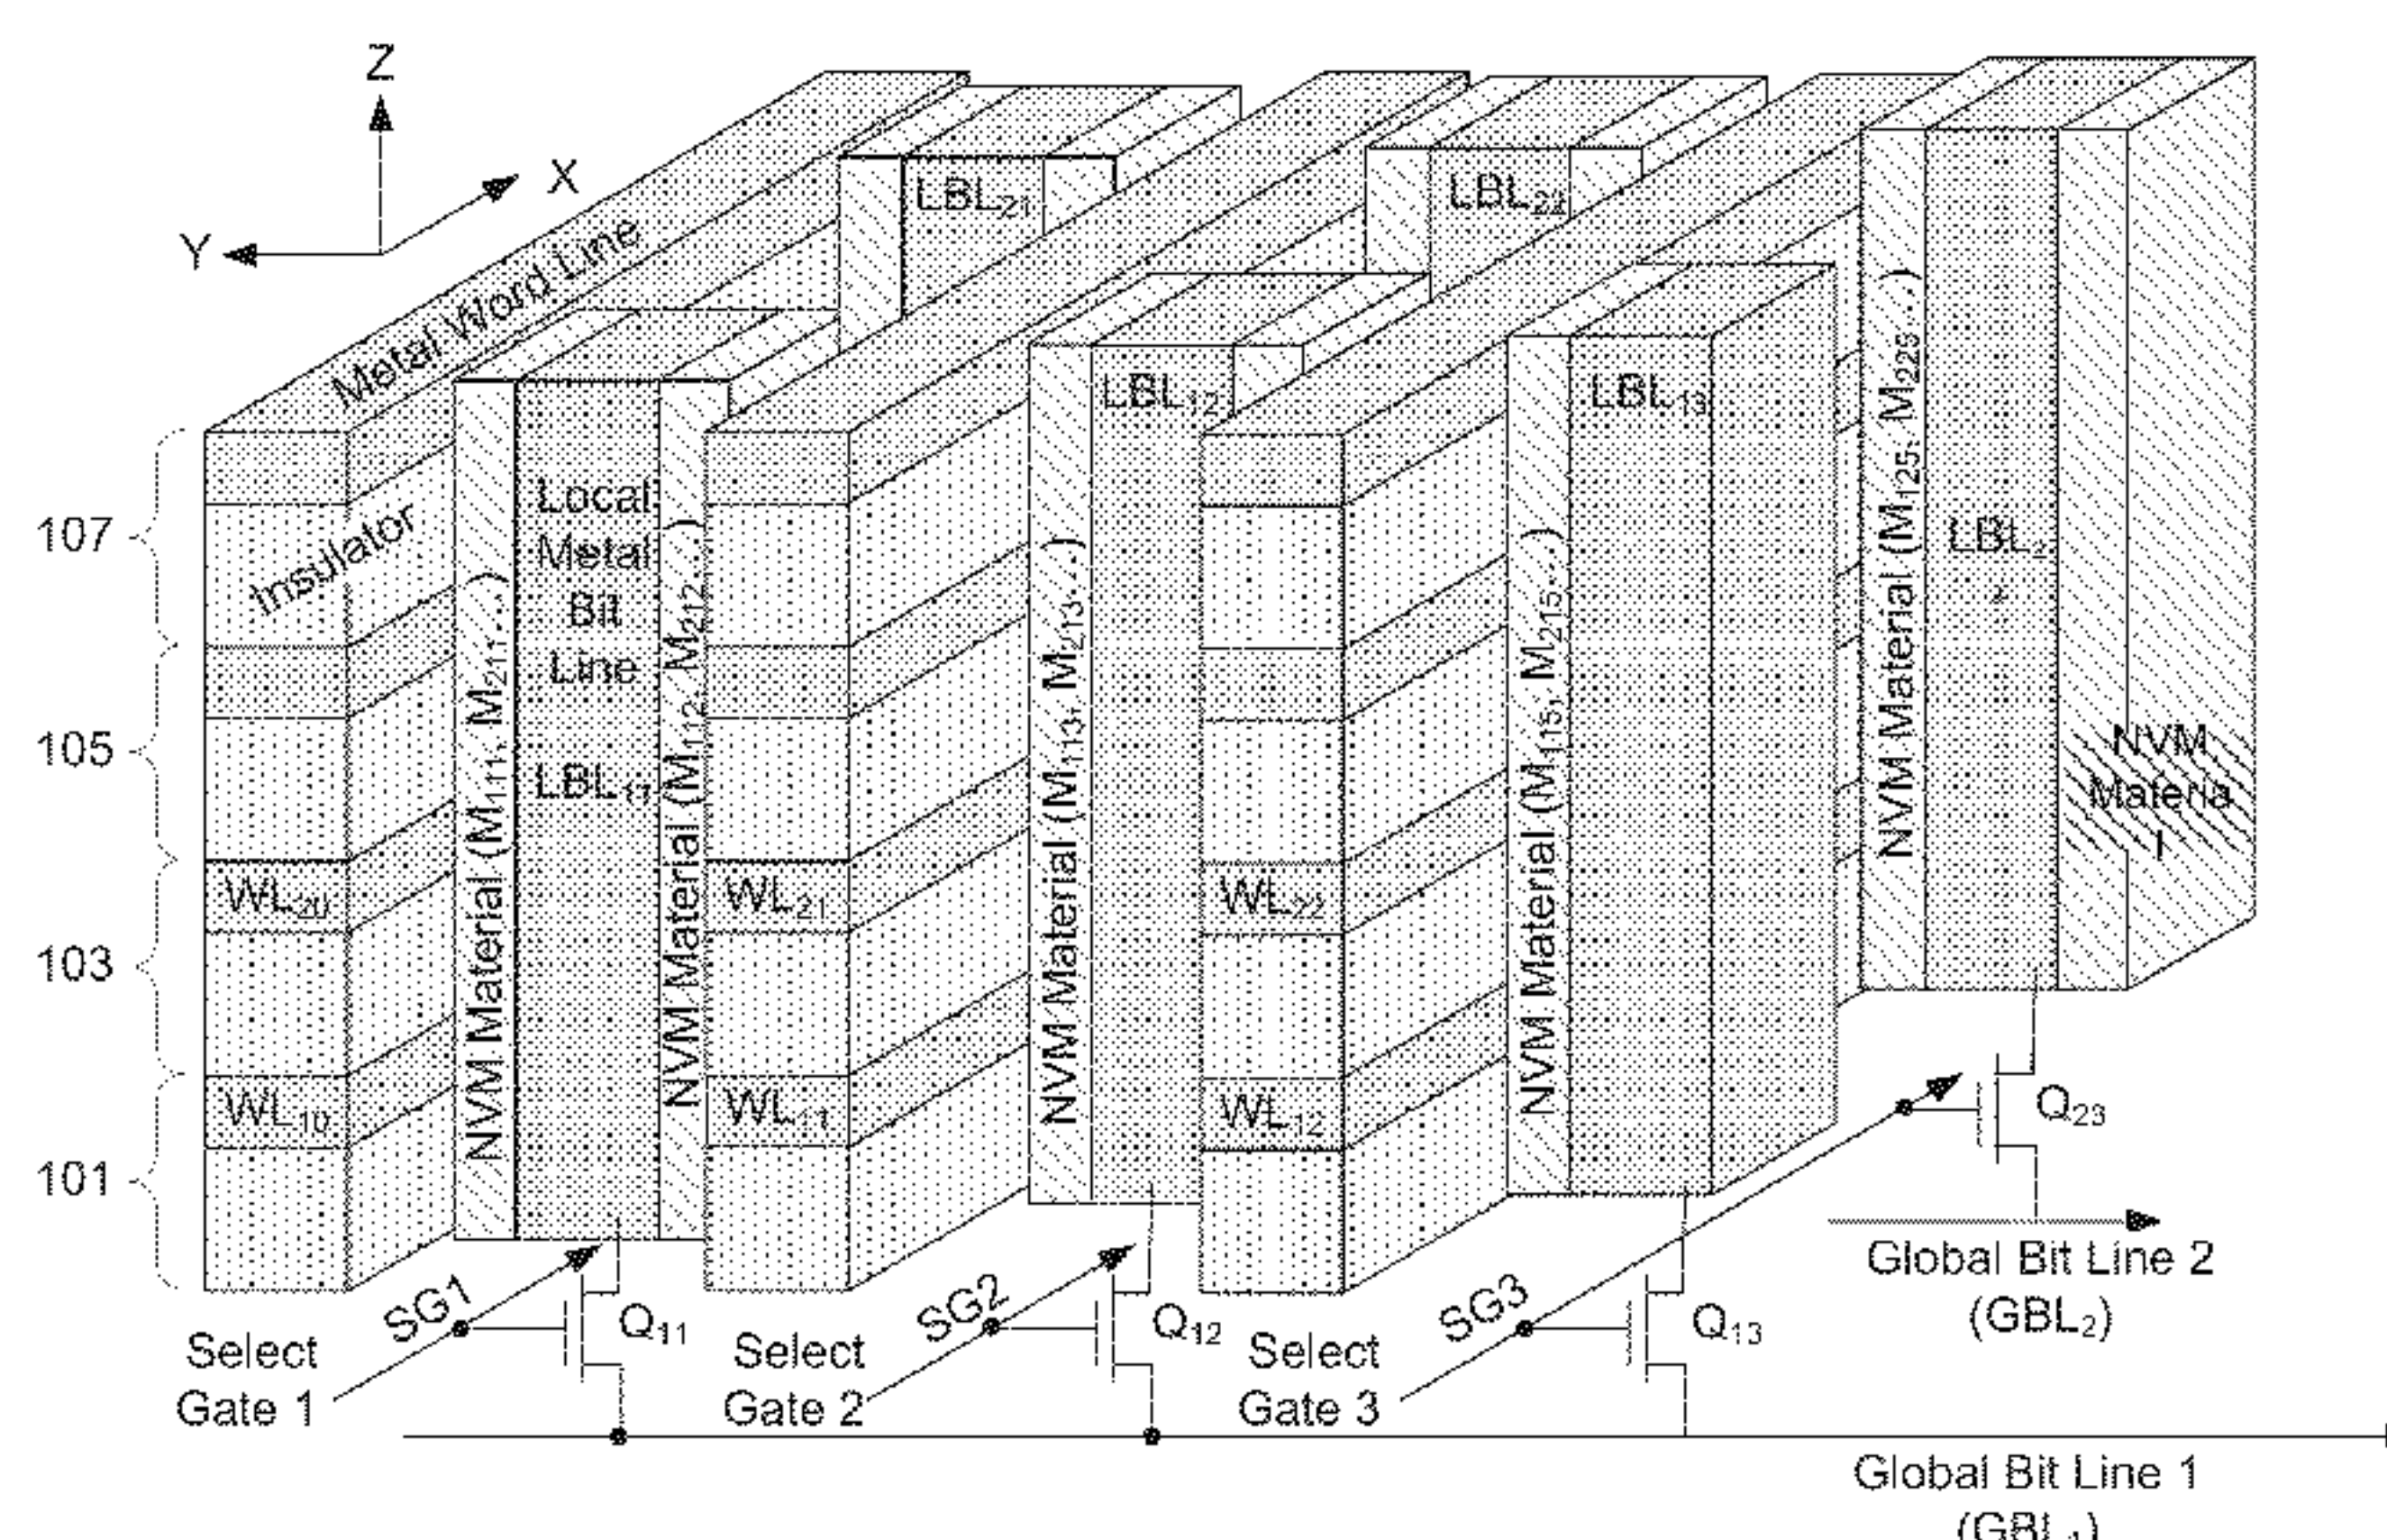 Z
X
Y
Metal Word Line
LBL₂₁
LBL₂₂
LBL₁₂
LBL₁₃
107
Insulator
Local
Metal
Bit
Line
LBL₁₁
NVM Material (M₁₁₁, M₂₁₁...)
NVM Material (M₁₁₂, M₂₁₂...)
NVM Material (M₁₁₃, M₂₁₃...)
NVM Material (M₁₁₅, M₂₁₅...)
NVM Material (M₁₂₅, M₂₂₅...)
LBL₂
NVM
Materia
l
105
WL₂₀
WL₂₁
WL₂₂
103
WL₁₀
WL₁₁
WL₁₂
101
Q₂₃
Global Bit Line 2
(GBL₂)
SG1
SG2
SG3
Q₁₁
Q₁₂
Q₁₃
Select
Gate 1
Select
Gate 2
Select
Gate 3
Global Bit Line 1
(GBL₁)